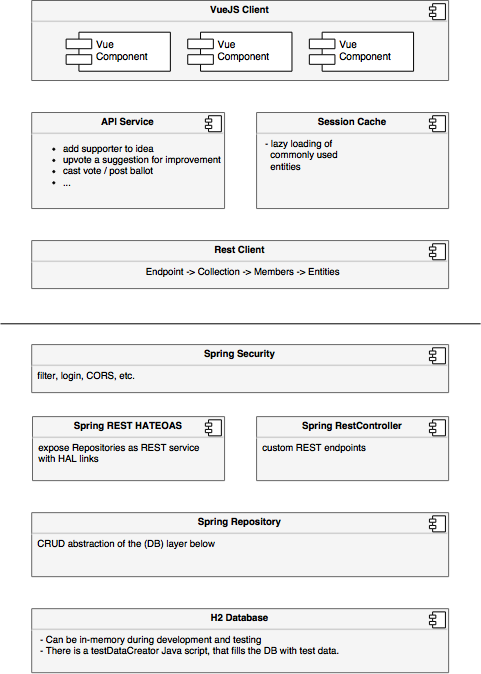 VueJS Client
Vue
Component
Vue
Component
Vue
Component
API Service
• add supporter to idea
• upvote a suggestion for improvement
• cast vote / post ballot
• ...
Session Cache
- lazy loading of
commonly used
entities
Rest Client
Endpoint -> Collection -> Members -> Entities
Spring Security
filter, login, CORS, etc.
Spring REST HATEOAS
expose Repositories as REST service
with HAL links
Spring RestController
custom REST endpoints
Spring Repository
CRUD abstraction of the (DB) layer below
H2 Database
- Can be in-memory during development and testing
- There is a testDataCreator Java script, that fills the DB with test data.